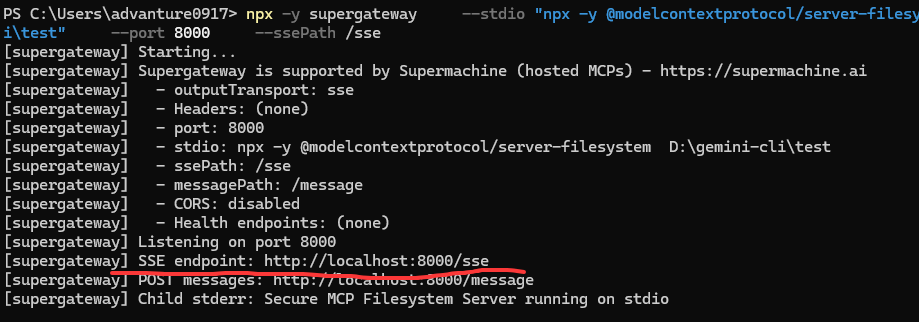 PS C:\Users\advanture0917> npx -y supergateway     --stdio "npx -y @modelcontextprotocol/server-filesy
i\test"     --port 8000     --ssePath /sse
[supergateway] Starting...
[supergateway] Supergateway is supported by Supermachine (hosted MCPs) - https://supermachine.ai
[supergateway]   - outputTransport: sse
[supergateway]   - Headers: (none)
[supergateway]   - port: 8000
[supergateway]   - stdio: npx -y @modelcontextprotocol/server-filesystem  D:\gemini-cli\test
[supergateway]   - ssePath: /sse
[supergateway]   - messagePath: /message
[supergateway]   - CORS: disabled
[supergateway]   - Health endpoints: (none)
[supergateway] Listening on port 8000
[supergateway] SSE endpoint: http://localhost:8000/sse
[supergateway] POST messages: http://localhost:8000/message
[supergateway] Child stderr: Secure MCP Filesystem Server running on stdio